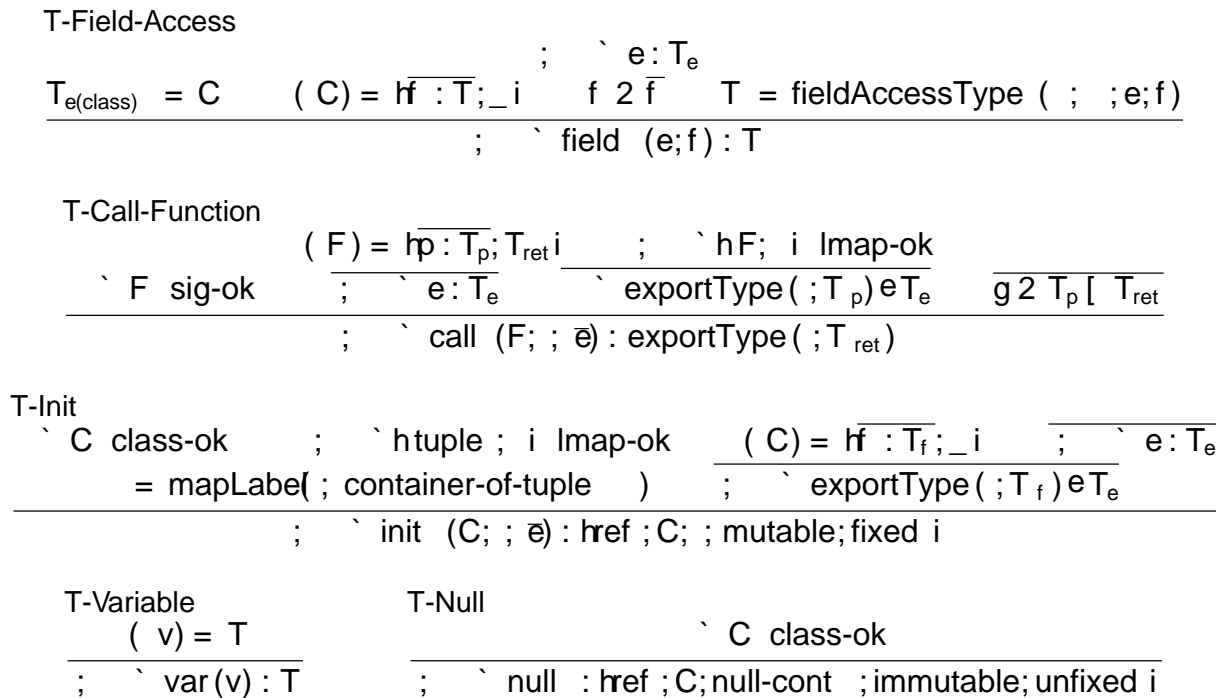 T-Field-Access
; ` e : Te
Te(class) = C ( C) = hf : T; _ i f 2 f T = fieldAccessType ( ; ; e; f)
; ` field (e; f) : T
T-Call-Function
( F) = hp : Tp; Tret i ; ` hF; i lmap-ok
` F sig-ok ; ` e : Te ` exportType( ; T p) e Te g 2 Tp [ Tret
; ` call (F; ; e) : exportType( ; T ret)
T-Init
` C class-ok ; ` htuple ; i lmap-ok ( C) = hf : Tf; _ i ; ` e : Te
= mapLabel( ; container-of-tuple ) ; ` exportType( ; T f) e Te
; ` init (C; ; e) : href ; C; ; mutable; fixed i
T-Variable T-Null
( v) = T ` C class-ok
; ` var (v) : T ; ` null : href ; C; null-cont ; immutable; unfixed i